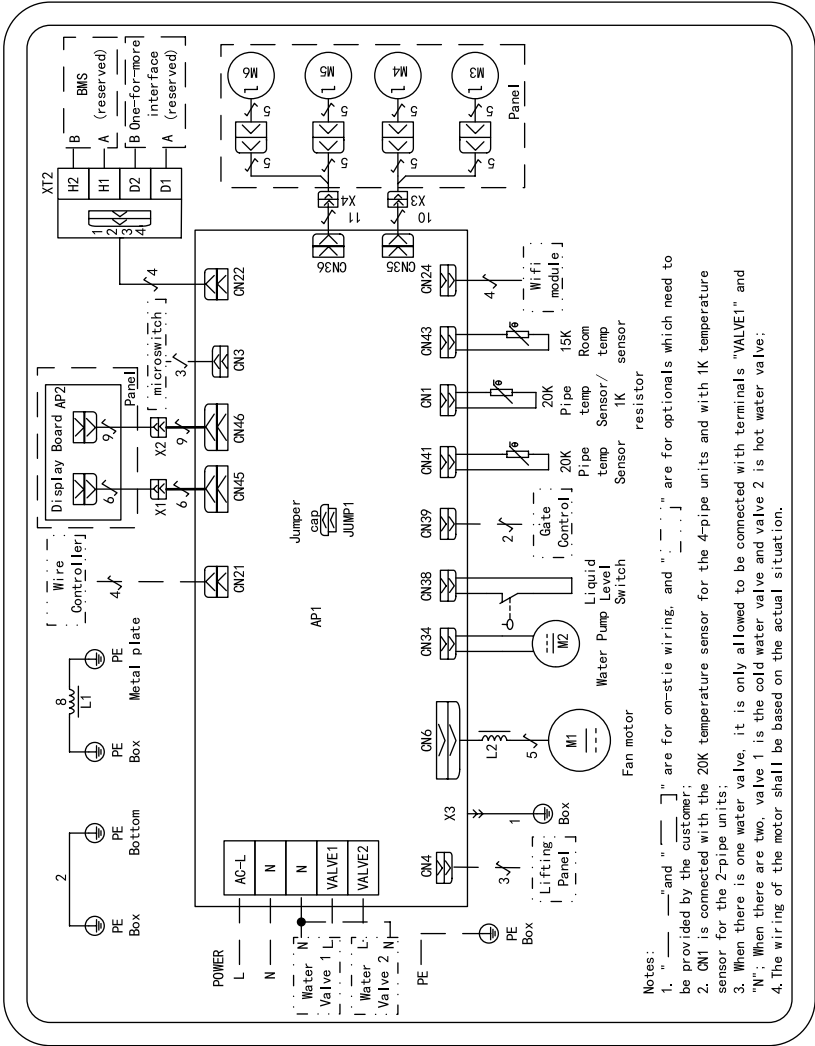 BMS
(reserved)
One-for-more
interface
(reserved)
B
A
B
A
XT2
H2
H1
D2
D1
1
2
3
4
4
CN22
M6
M5
M4
M3
5
5
5
5
5
5
5
5
Panel
X4
X3
11
10
CN36
CN35
Panel
Display Board AP2
6
9
X1
X2
6
9
CN45
CN46
microswitch
3
CN3
Wire
Controller
4
CN21
8
L1
PE
Box
PE
Metal plate
2
PE
Box
PE
Bottom
Jumper
cap
JUMP1
AP1
POWER
L
N
AC-L
N
N
VALVE1
VALVE2
Water
Valve 1
N
L
Water
Valve 2
L
N
PE
PE
Box
CN4
3
Lifting
Panel
X3
1
Box
CN6
L2
5
M1
Fan motor
CN34
M2
Water Pump
CN38
Liquid
Level
Switch
CN39
2
Gate
Control
CN41
20K
Pipe
temp
Sensor
CN1
20K
Pipe
temp
Sensor/
1K
resistor
CN43
15K
Room
temp
sensor
CN24
4
Wifi
module
Notes:
1. " "and " " are for on-stie wiring, and " " are for optionals which need to
be provided by the customer;
2. CN1 is connected with the 20K temperature sensor for the 4-pipe units and with 1K temperature
sensor for the 2-pipe units;
3. When there is one water valve, it is only allowed to be connected with terminals "VALVE1" and
"N"; When there are two, valve 1 is the cold water valve and valve 2 is hot water valve;
4. The wiring of the motor shall be based on the actual situation.